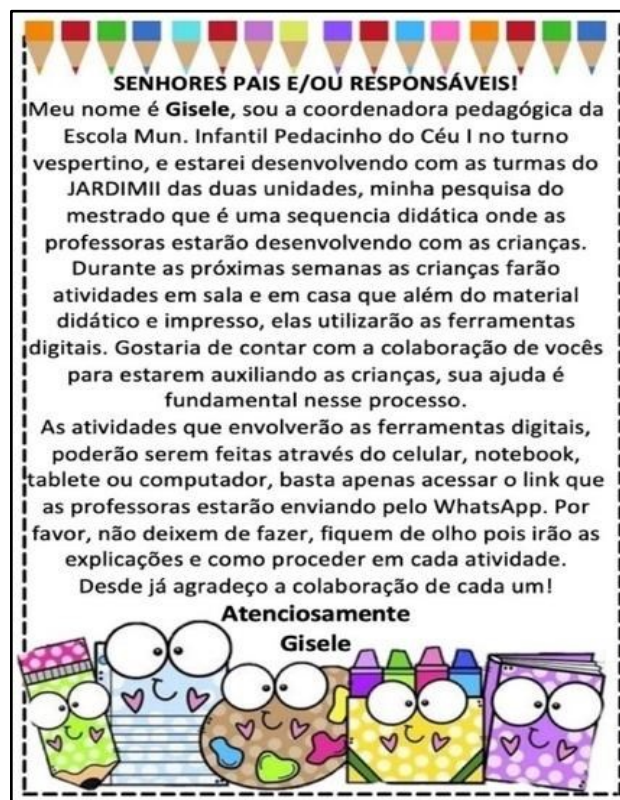 SENHORES PAIS E/OU RESPONSÁVEIS!
Meu nome é Gisele, sou a coordenadora pedagógica da
Escola Mun. Infantil Pedacinho do Céu I no turno
vespertino, e estarei desenvolvendo com as turmas do
JARDIMII das duas unidades, minha pesquisa do
mestrado que é uma sequencia didática onde as
professoras estarão desenvolvendo com as crianças.
Durante as próximas semanas as crianças farão
atividades em sala e em casa que além do material
didático e impresso, elas utilizarão as ferramentas
digitais. Gostaria de contar com a colaboração de vocês
para estarem auxiliando as crianças, sua ajuda é
fundamental nesse processo.
As atividades que envolverão as ferramentas digitais,
poderão serem feitas através do celular, notebook,
tablete ou computador, basta apenas acessar o link que
as professoras estarão enviando pelo WhatsApp. Por
favor, não deixem de fazer, fiquem de olho pois irão as
explicações e como proceder em cada atividade.
Desde já agradeço a colaboração de cada um!
Atenciosamente
Gisele